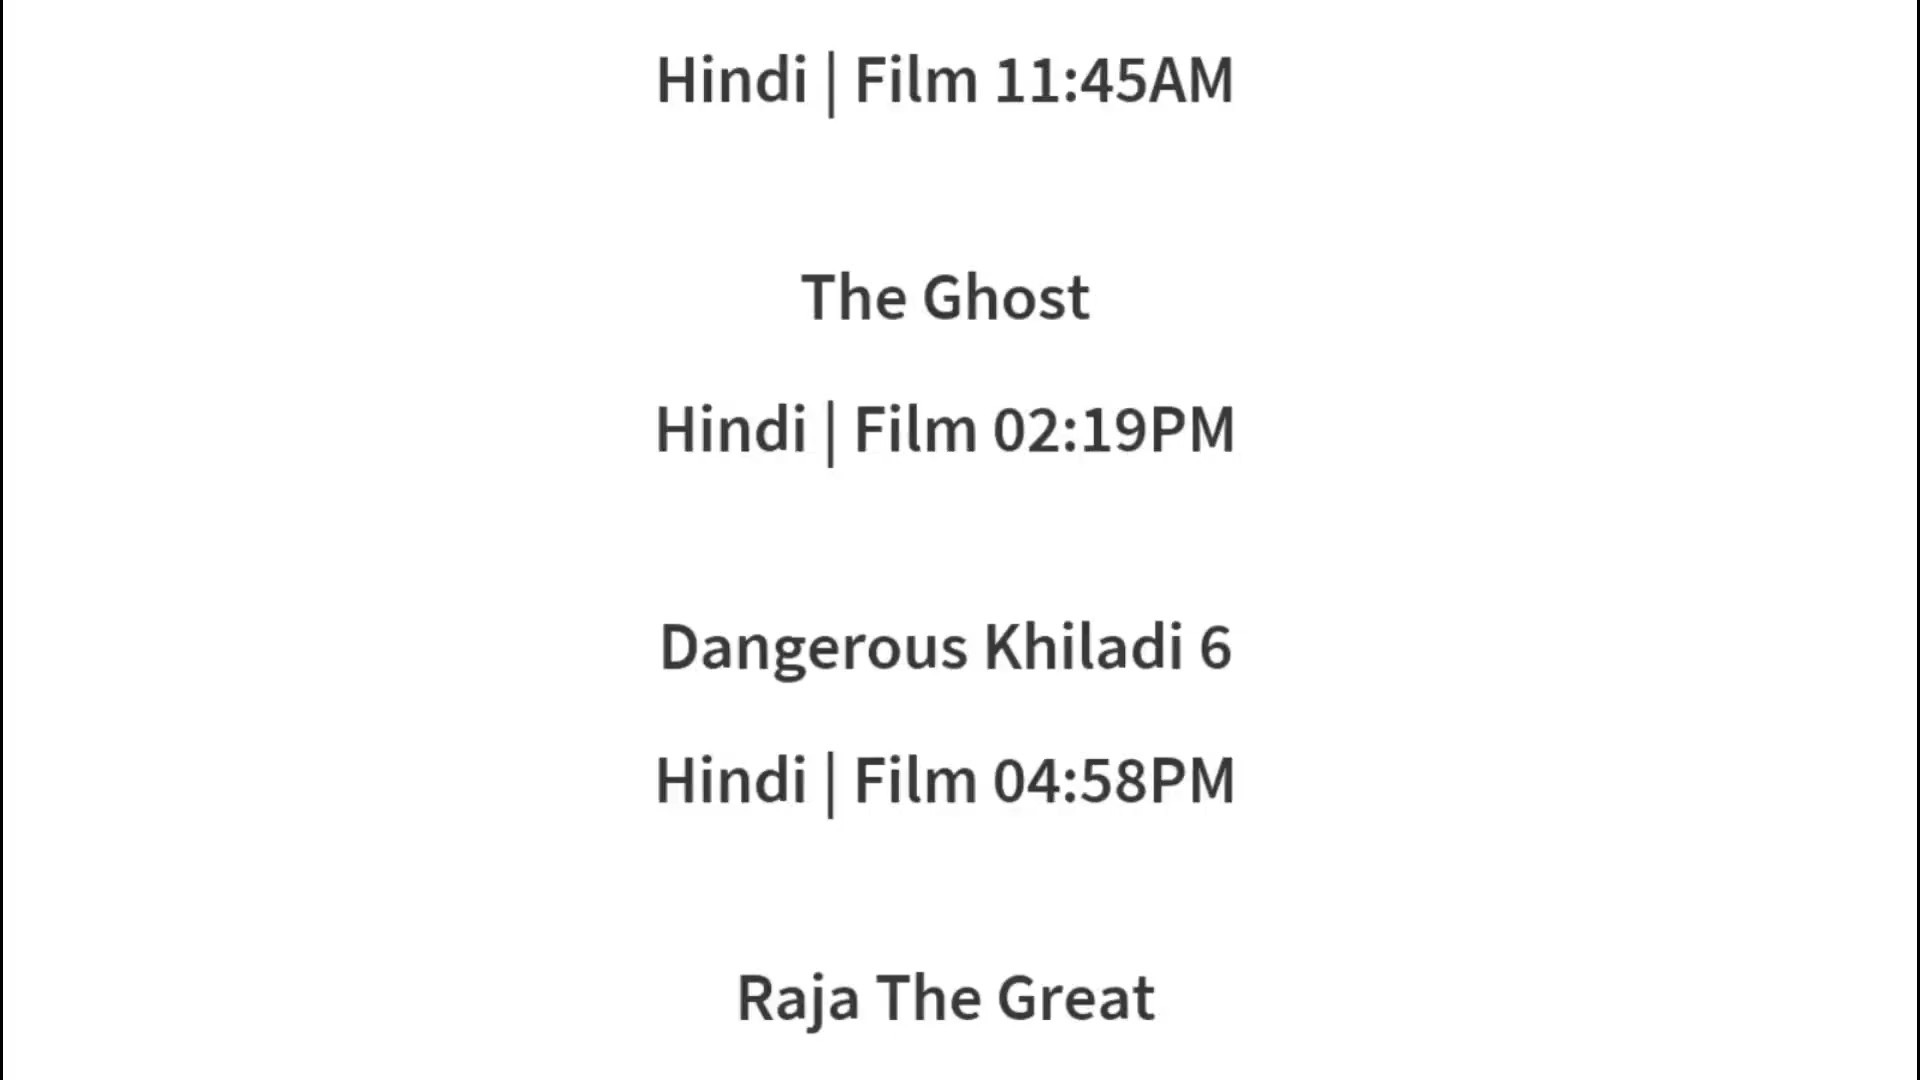 Hindi | Film 11:45AM
The Ghost
Hindi | Film 02:19PM
Dangerous Khiladi 6
Hindi | Film 04:58PM
Raja The Great